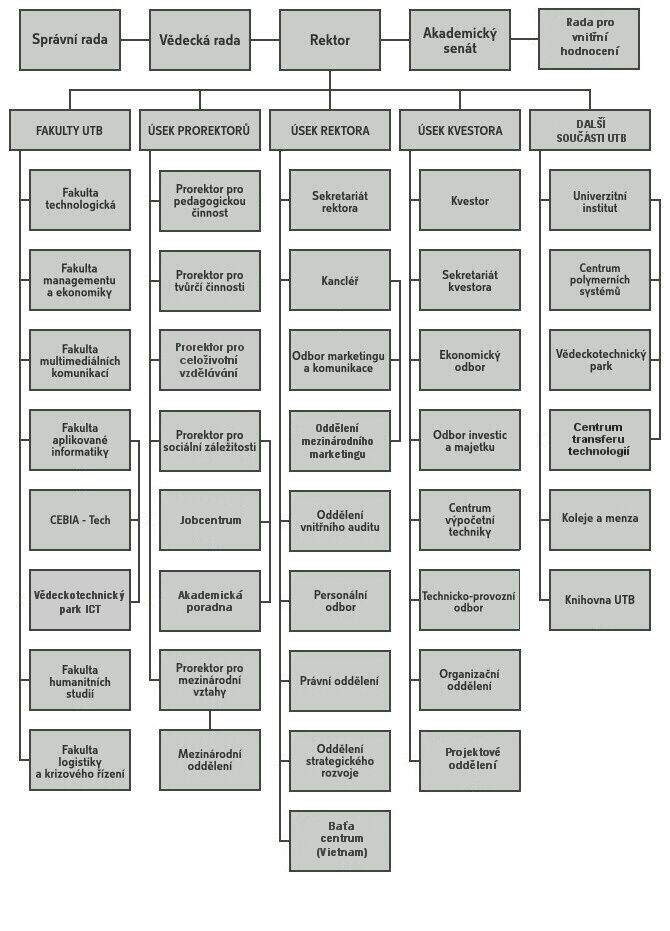 Správní rada
Vědecká rada
Rektor
Akademický
senát
Rada pro
vnitřní
hodnocení
FAKULTY UTB
ÚSEK PROREKTORŮ
ÚSEK REKTORA
ÚSEK KVESTORA
DALŠÍ
SOUČÁSTI UTB
Fakulta
technologická
Fakulta
managementu
a ekonomiky
Fakulta
multimediálních
komunikací
Fakulta
aplikované
informatiky
CEBIA - Tech
Vědeckotechnický
park ICT
Fakulta
humanitních
studií
Fakulta
logistiky
a krizového řízení
Prorektor pro
pedagogickou
činnost
Prorektor pro
tvůrčí činnosti
Prorektor pro
celoživotní
vzdělávání
Prorektor pro
sociální záležitosti
Jobcentrum
Akademická
poradna
Prorektor pro
mezinárodní
vztahy
Mezinárodní
oddělení
Sekretariát
rektora
Kancléř
Odbor marketingu
a komunikace
Oddělení
mezinárodního
marketingu
Oddělení
vnitřního auditu
Personální
odbor
Právní oddělení
Oddělení
strategického
rozvoje
Baťa
centrum
(Vietnam)
Kvestor
Sekretariát
kvestora
Ekonomický
odbor
Odbor investic
a majetku
Centrum
výpočetní
techniky
Technicko-provozní
odbor
Organizační
oddělení
Projektové
oddělení
Univerzitní
institut
Centrum
polymerních
systémů
Vědeckotechnický
park
Centrum
transferu
technologií
Koleje a menza
Knihovna UTB